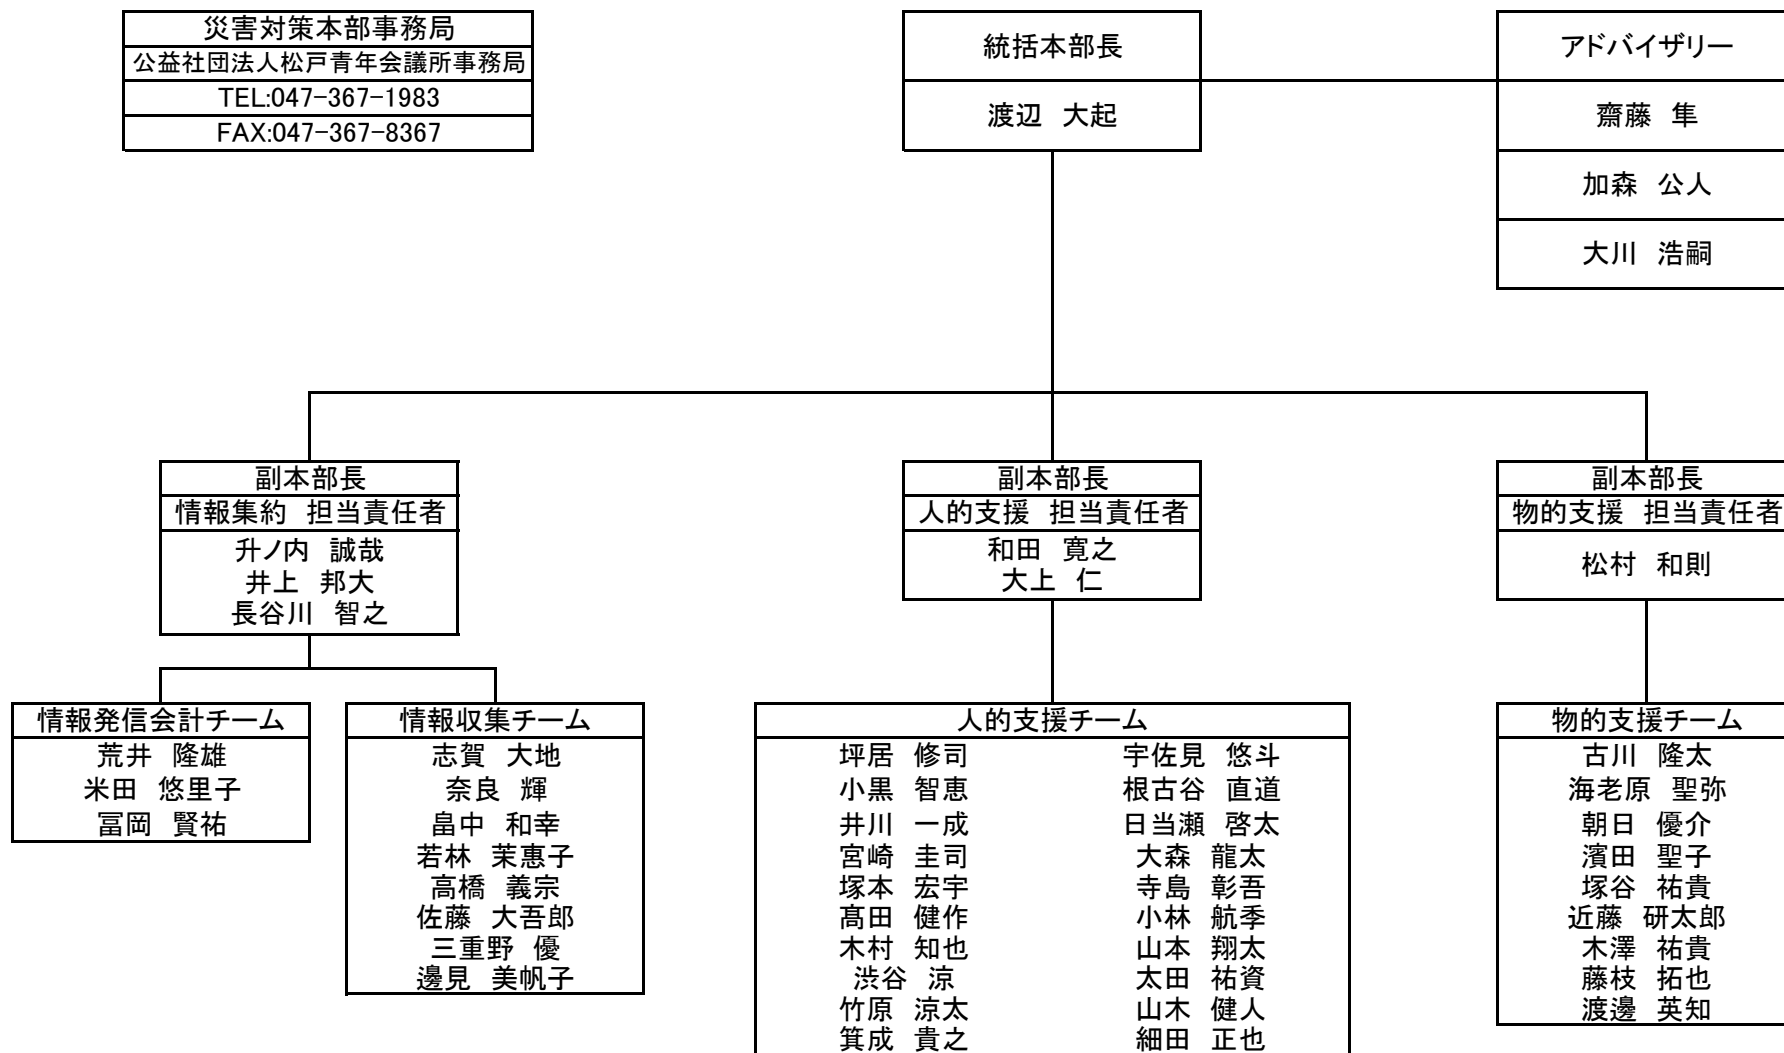 災害対策本部事務局
公益社団法人松戸青年会議所事務局
TEL:047-367-1983
FAX:047-367-8367
統括本部長
渡辺 大起
アドバイザリー
齋藤 隼
加森 公人
大川 浩嗣
副本部長
情報集約 担当責任者
升ノ内 誠哉
井上 邦大
長谷川 智之
副本部長
人的支援 担当責任者
和田 寛之
大上 仁
副本部長
物的支援 担当責任者
松村 和則
情報発信会計チーム
荒井 隆雄
米田 悠里子
冨岡 賢祐
情報収集チーム
志賀 大地
奈良 輝
畠中 和幸
若林 茉惠子
高橋 義宗
佐藤 大吾郎
三重野 優
邊見 美帆子
人的支援チーム
坪居 修司 宇佐見 悠斗
小黒 智恵 根古谷 直道
井川 一成 日当瀬 啓太
宮崎 圭司 大森 龍太
塚本 宏宇 寺島 彰吾
髙田 健作 小林 航季
木村 知也 山本 翔太
渋谷 涼 太田 祐資
竹原 涼太 山木 健人
箕成 貴之 細田 正也
物的支援チーム
古川 隆太
海老原 聖弥
朝日 優介
濱田 聖子
塚谷 祐貴
近藤 研太郎
木澤 祐貴
藤枝 拓也
渡邊 英知